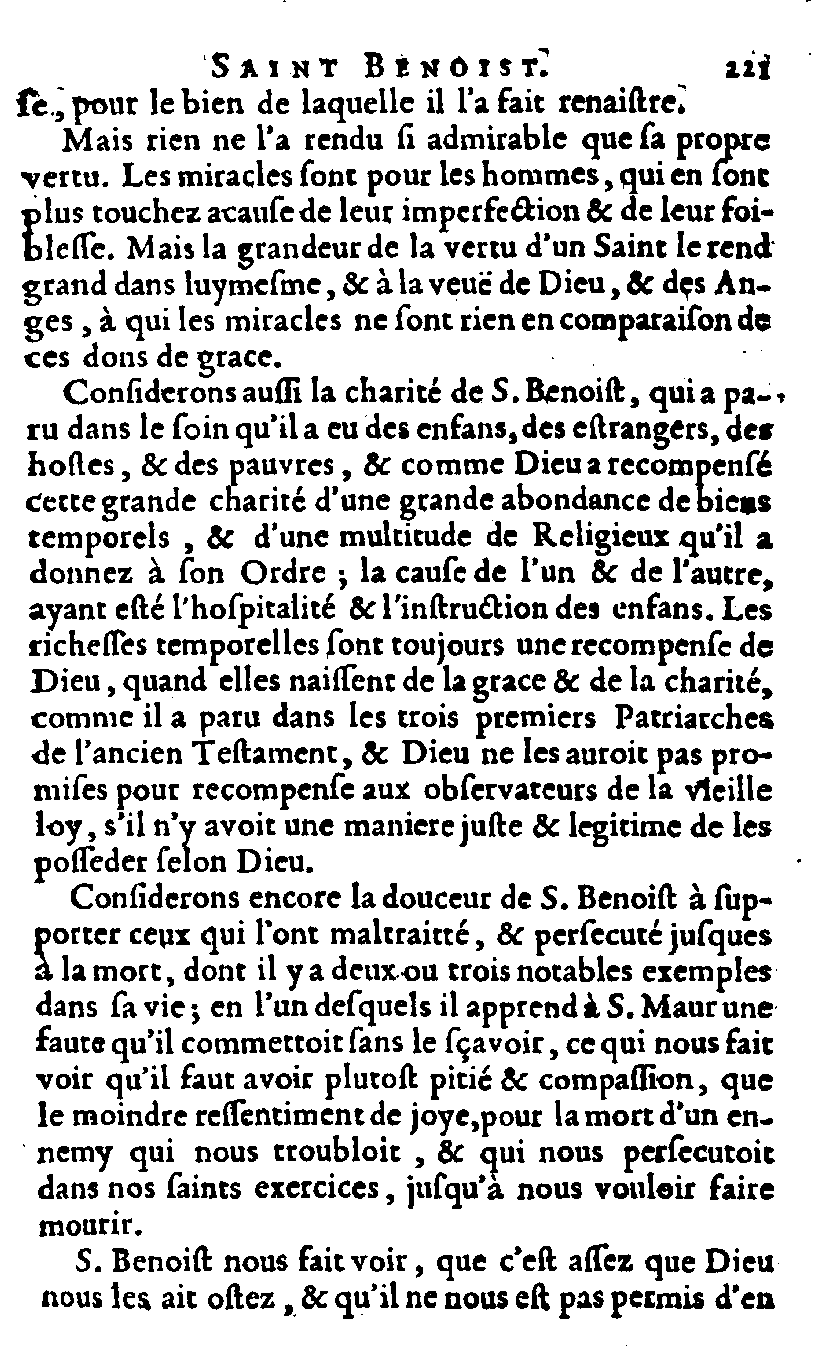 SAINT BENOIST. 221
ſe, pour le bien de laquelle il l'a fait renaiſtre.
Mais rien ne l'a rendu ſi admirable que ſa propre
vertu. Les miracles ſont pour les hommes, qui en ſont
plus touchez acauſe de leur imperfection & de leur foi-
bleſſe. Mais la grandeur de la vertu d'un Saint le rend
grand dans luymeſme, & à la veuë de Dieu, & des An-
ges, à qui les miracles ne ſont rien en comparaiſon de
ces dons de grace.
Conſiderons auſſi la charité de S. Benoiſt, qui a pa-
ru dans le ſoin qu'il a eu des enfans, des eſtrangers, des
hoſtes, & des pauvres, & comme Dieu a recompenſé
cette grande charité d'une grande abondance de biens
temporels, & d'une multitude de Religieux qu'il a
donnez à ſon Ordre; la cauſe de l'un & de l'autre,
ayant eſté l'hoſpitalité & l'inſtruction des enfans. Les
richeſſes temporelles ſont toujours une recompenſe de
Dieu, quand elles naiſſent de la grace & de la charité,
comme il a paru dans les trois premiers Patriarches
de l'ancien Teſtament, & Dieu ne les auroit pas pro-
miſes pour recompenſe aux obſervateurs de la vieille
loy, s'il n'y avoit une maniere juſte & legitime de les
poſſeder ſelon Dieu.
Conſiderons encore la douceur de S. Benoiſt à ſup-
porter ceux qui l'ont maltraitté, & perſecuté juſques
à la mort, dont il y a deux ou trois notables exemples
dans ſa vie; en l'un deſquels il apprend à S. Maur une
faute qu'il commettoit ſans le ſçavoir, ce qui nous fait
voir qu'il faut avoir plutoſt pitié & compaſſion, que
le moindre reſſentiment de joye, pour la mort d'un en-
nemy qui nous troubloit, & qui nous perſecutoit
dans nos ſaints exercices, juſqu'à nous vouloir faire
mourir.
S. Benoiſt nous fait voir, que c'eſt aſſez que Dieu
nous les ait oſtez, & qu'il ne nous eſt pas permis d'en